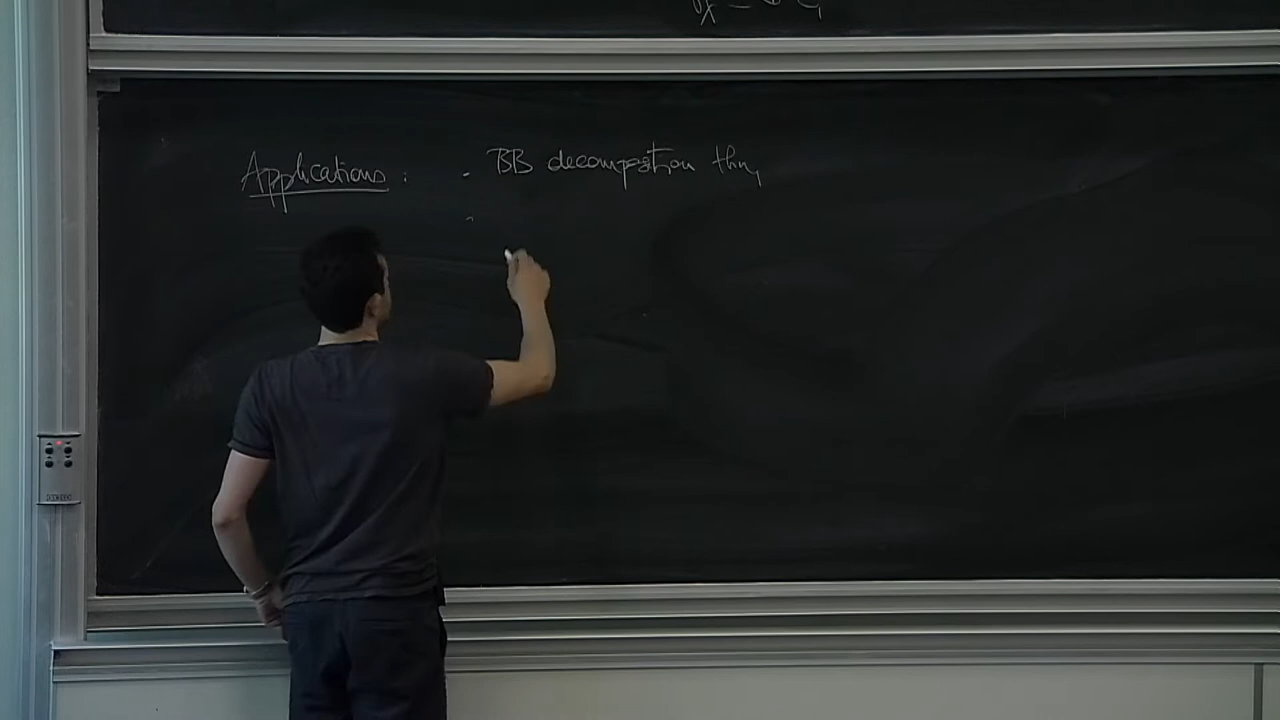 Applications : - BB decomposition thm,